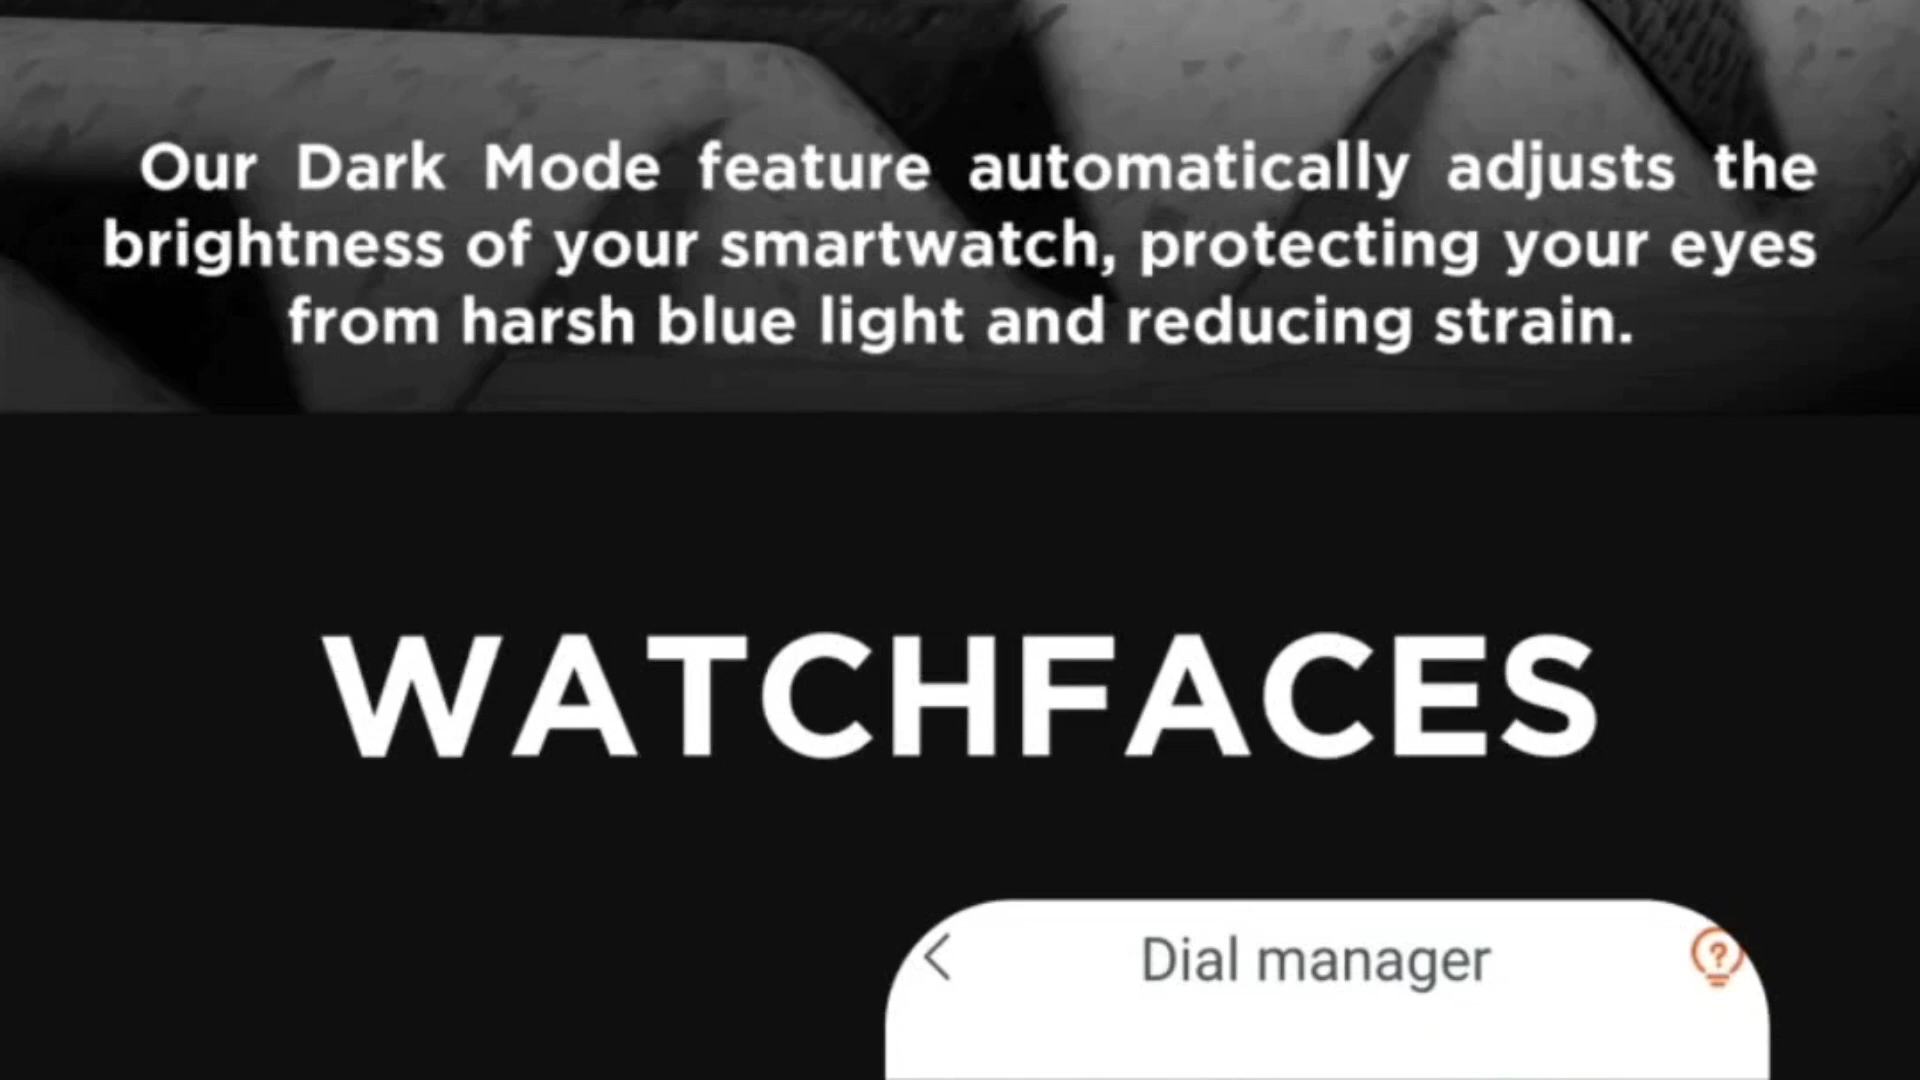 Our Dark Mode feature automatically adjusts the
brightness of your smartwatch, protecting your eyes
from harsh blue light and reducing strain.
WATCHFACES
Dial manager
?